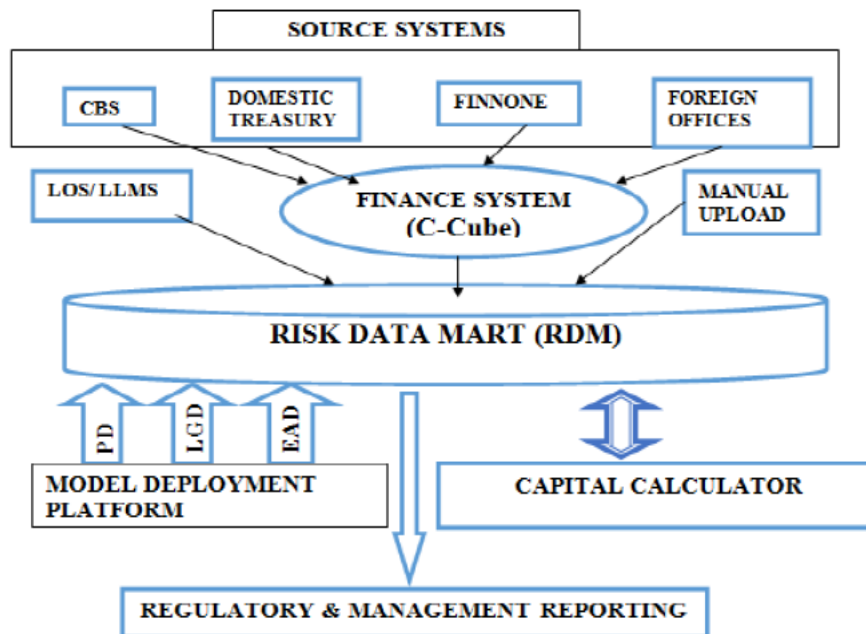 SOURCE SYSTEMS
CBS
DOMESTIC
TREASURY
FINNONE
FOREIGN
OFFICES
LOS/ LLMS
FINANCE SYSTEM
(C-Cube)
MANUAL
UPLOAD
RISK DATA MART (RDM)
PD
LGD
EAD
MODEL DEPLOYMENT
PLATFORM
CAPITAL CALCULATOR
REGULATORY & MANAGEMENT REPORTING